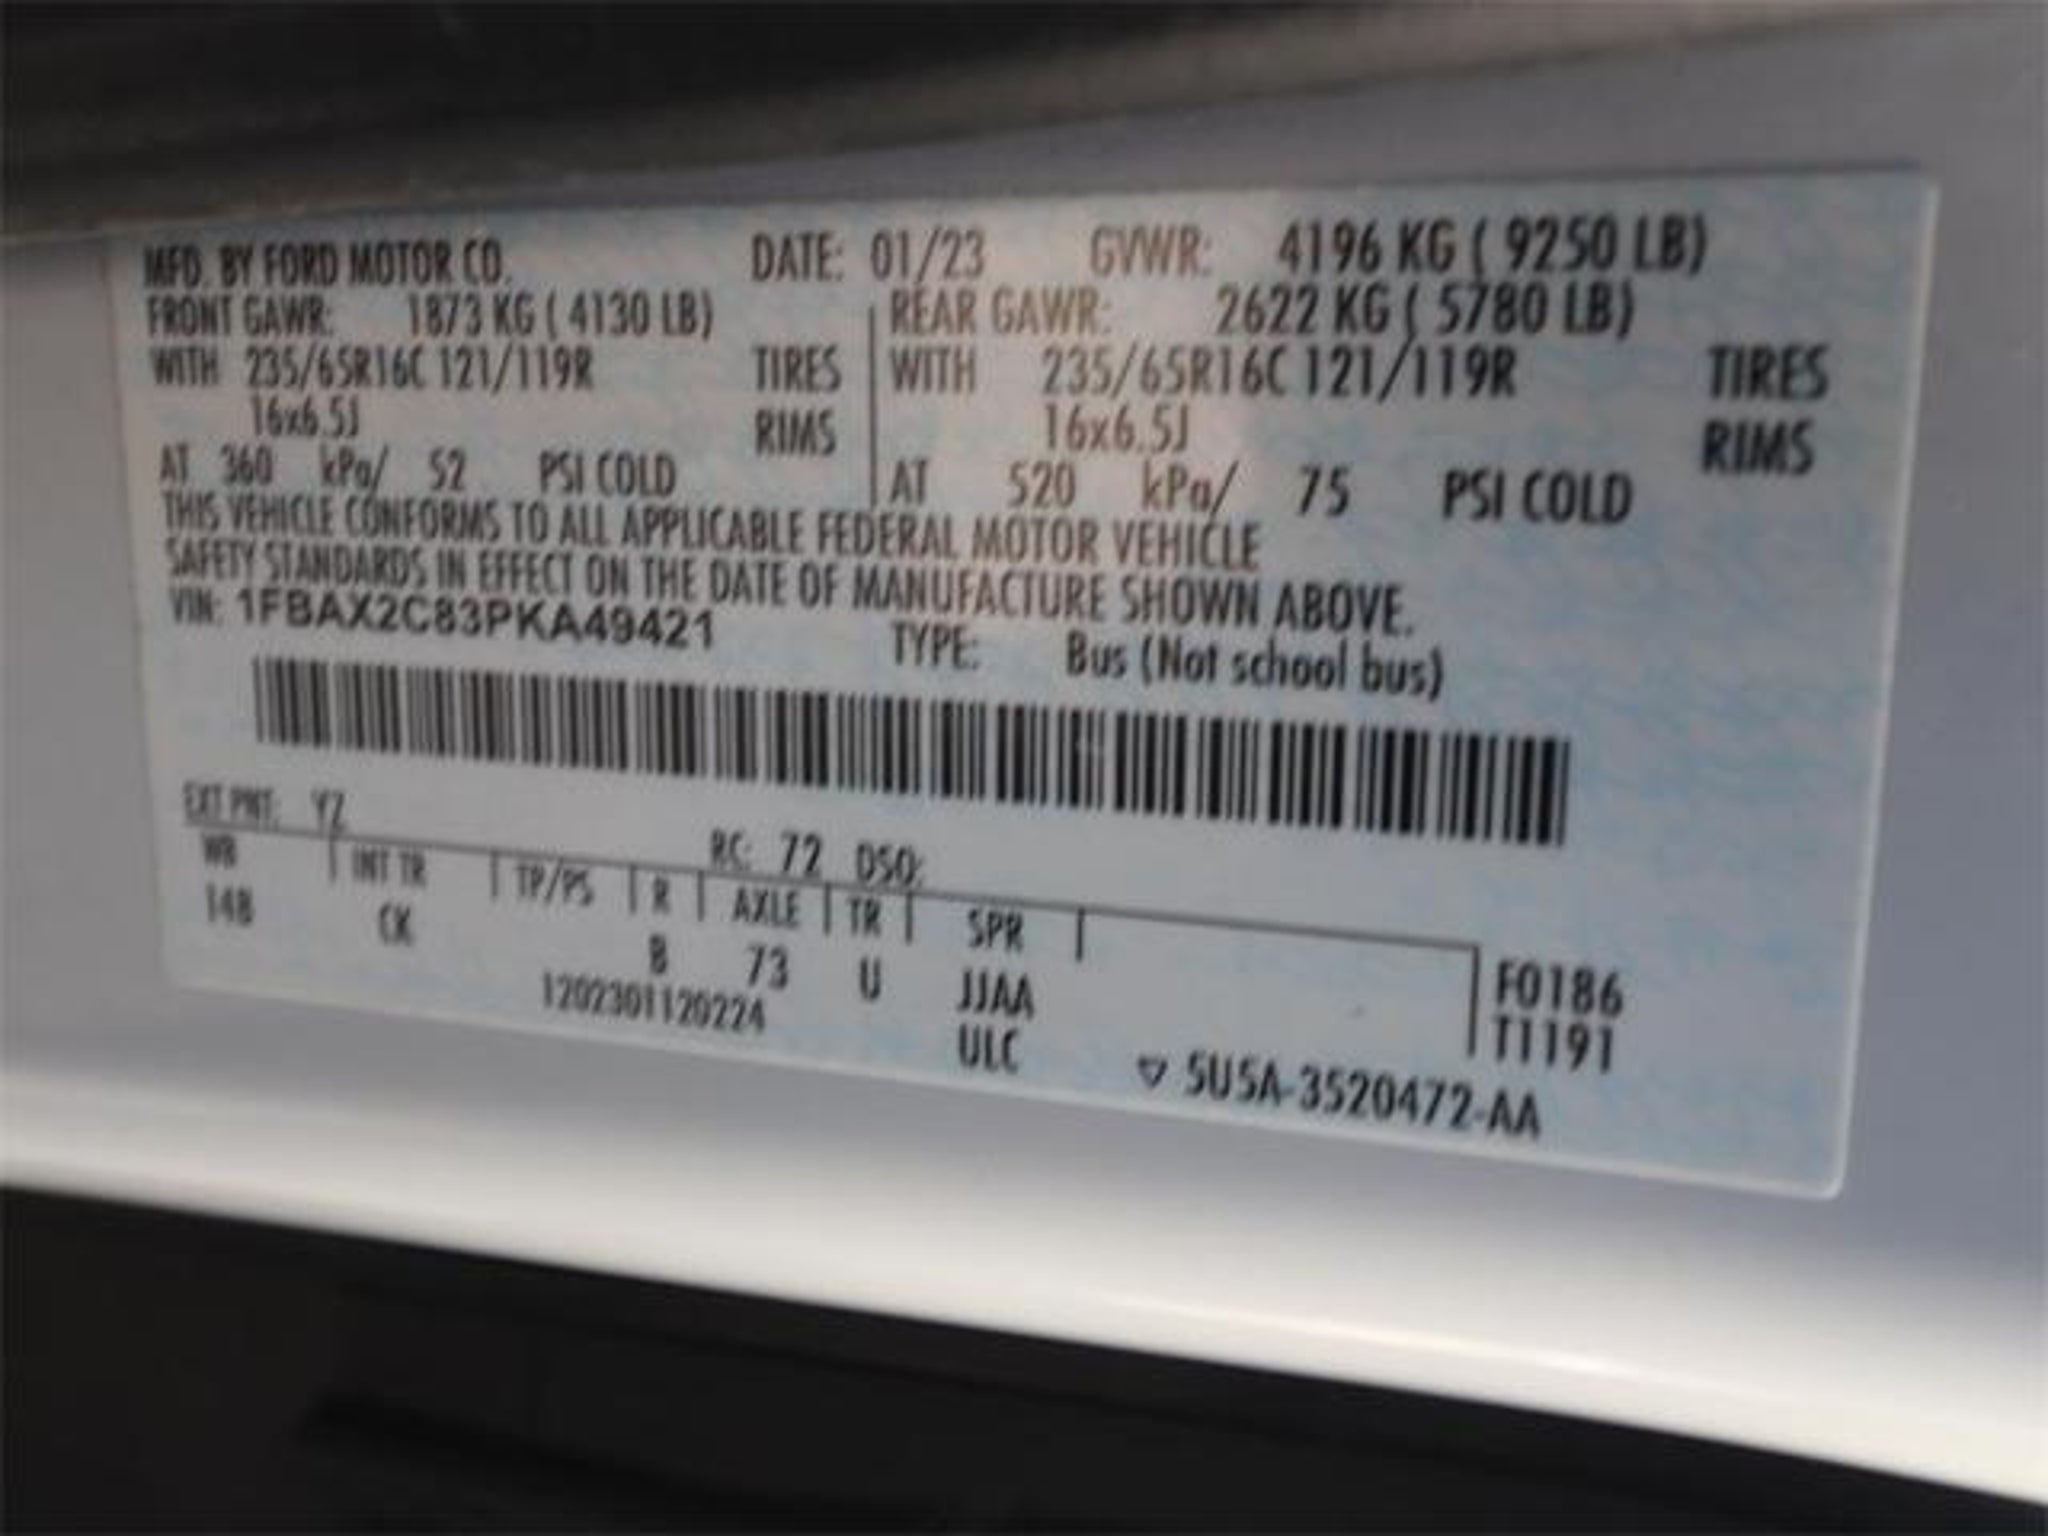 MFD. BY FORD MOTOR CO. DATE: 01/23 GVWR: 4196 KG ( 9250 LB)
FRONT GAWR: 1873 KG ( 4130 LB) REAR GAWR: 2622 KG ( 5780 LB)
WITH 235/65R16C 121/119R TIRES WITH 235/65R16C 121/119R TIRES
16x6.5J RIMS 16x6.5J RIMS
AT 360 kPa/ 52 PSI COLD AT 520 kPa/ 75 PSI COLD
THIS VEHICLE CONFORMS TO ALL APPLICABLE FEDERAL MOTOR VEHICLE
SAFETY STANDARDS IN EFFECT ON THE DATE OF MANUFACTURE SHOWN ABOVE.
VIN: 1FBAX2C83PKA49421 TYPE: Bus (Not school bus)
EXT PNT: YZ RC: 72 DSO:
WB INT TR TP/PS R AXLE TR SPR
148 CK B 73 U JJAA F0186
1202301120224 ULC T1191
▽ 5U5A-3520472-AA